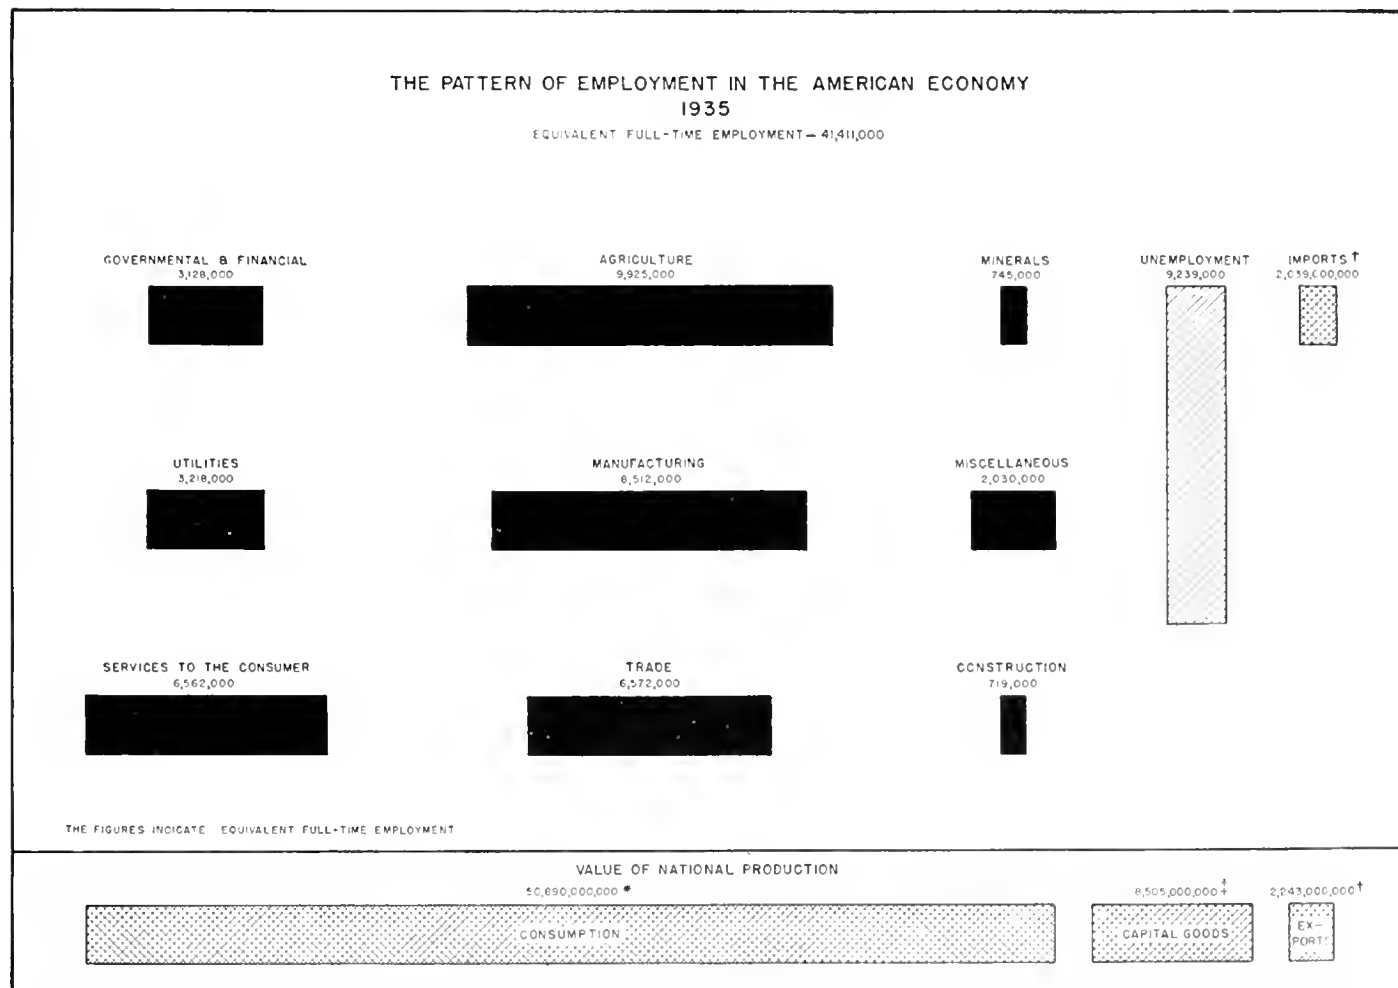 THE PATTERN OF EMPLOYMENT IN THE AMERICAN ECONOMY
1935
EQUIVALENT FULL-TIME EMPLOYMENT — 41,411,000
GOVERNMENTAL & FINANCIAL
3,128,000
AGRICULTURE
9,925,000
MINERALS
745,000
UNEMPLOYMENT
9,239,000
IMPORTS †
2,039,000,000
UTILITIES
3,218,000
MANUFACTURING
8,512,000
MISCELLANEOUS
2,030,000
SERVICES TO THE CONSUMER
6,562,000
TRADE
6,572,000
CONSTRUCTION
719,000
THE FIGURES INDICATE EQUIVALENT FULL-TIME EMPLOYMENT
VALUE OF NATIONAL PRODUCTION
50,890,000,000 *
CONSUMPTION
8,505,000,000 ‡
CAPITAL GOODS
2,243,000,000 †
EX-
PORTS